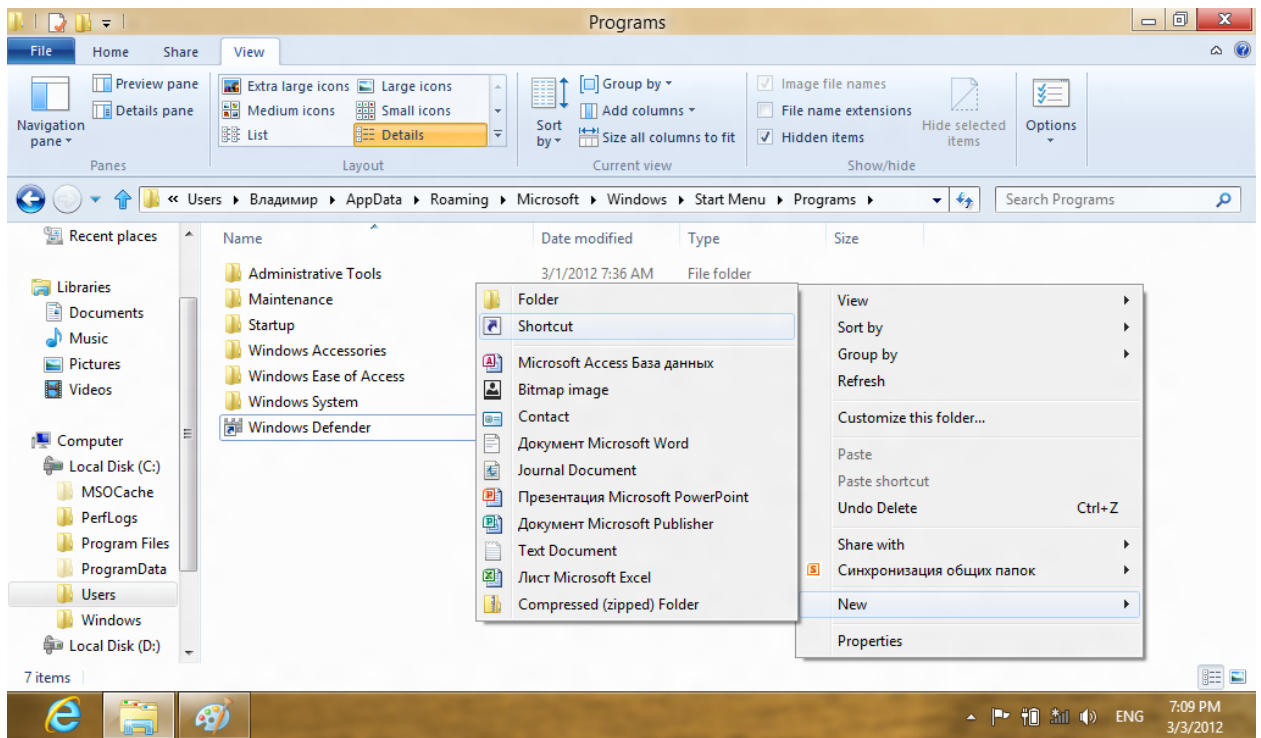 Programs
File Home Share View
Preview pane
Details pane
Navigation pane
Panes
Extra large icons Large icons
Medium icons Small icons
List Details
Layout
Sort by
Group by
Add columns
Size all columns to fit
Current view
Image file names
File name extensions
Hidden items
Hide selected items
Show/hide
Options
« Users Владимир AppData Roaming Microsoft Windows Start Menu Programs
Search Programs
Recent places
Libraries
Documents
Music
Pictures
Videos
Computer
Local Disk (C:)
MSOCache
PerfLogs
Program Files
ProgramData
Users
Windows
Local Disk (D:)
Name Date modified Type Size
Administrative Tools 3/1/2012 7:36 AM File folder
Maintenance
Startup
Windows Accessories
Windows Ease of Access
Windows System
Windows Defender
Folder
Shortcut
Microsoft Access База данных
Bitmap image
Contact
Документ Microsoft Word
Journal Document
Презентация Microsoft PowerPoint
Документ Microsoft Publisher
Text Document
Лист Microsoft Excel
Compressed (zipped) Folder
View
Sort by
Group by
Refresh
Customize this folder...
Paste
Paste shortcut
Undo Delete Ctrl+Z
Share with
Синхронизация общих папок
New
Properties
7 items
ENG
7:09 PM
3/3/2012